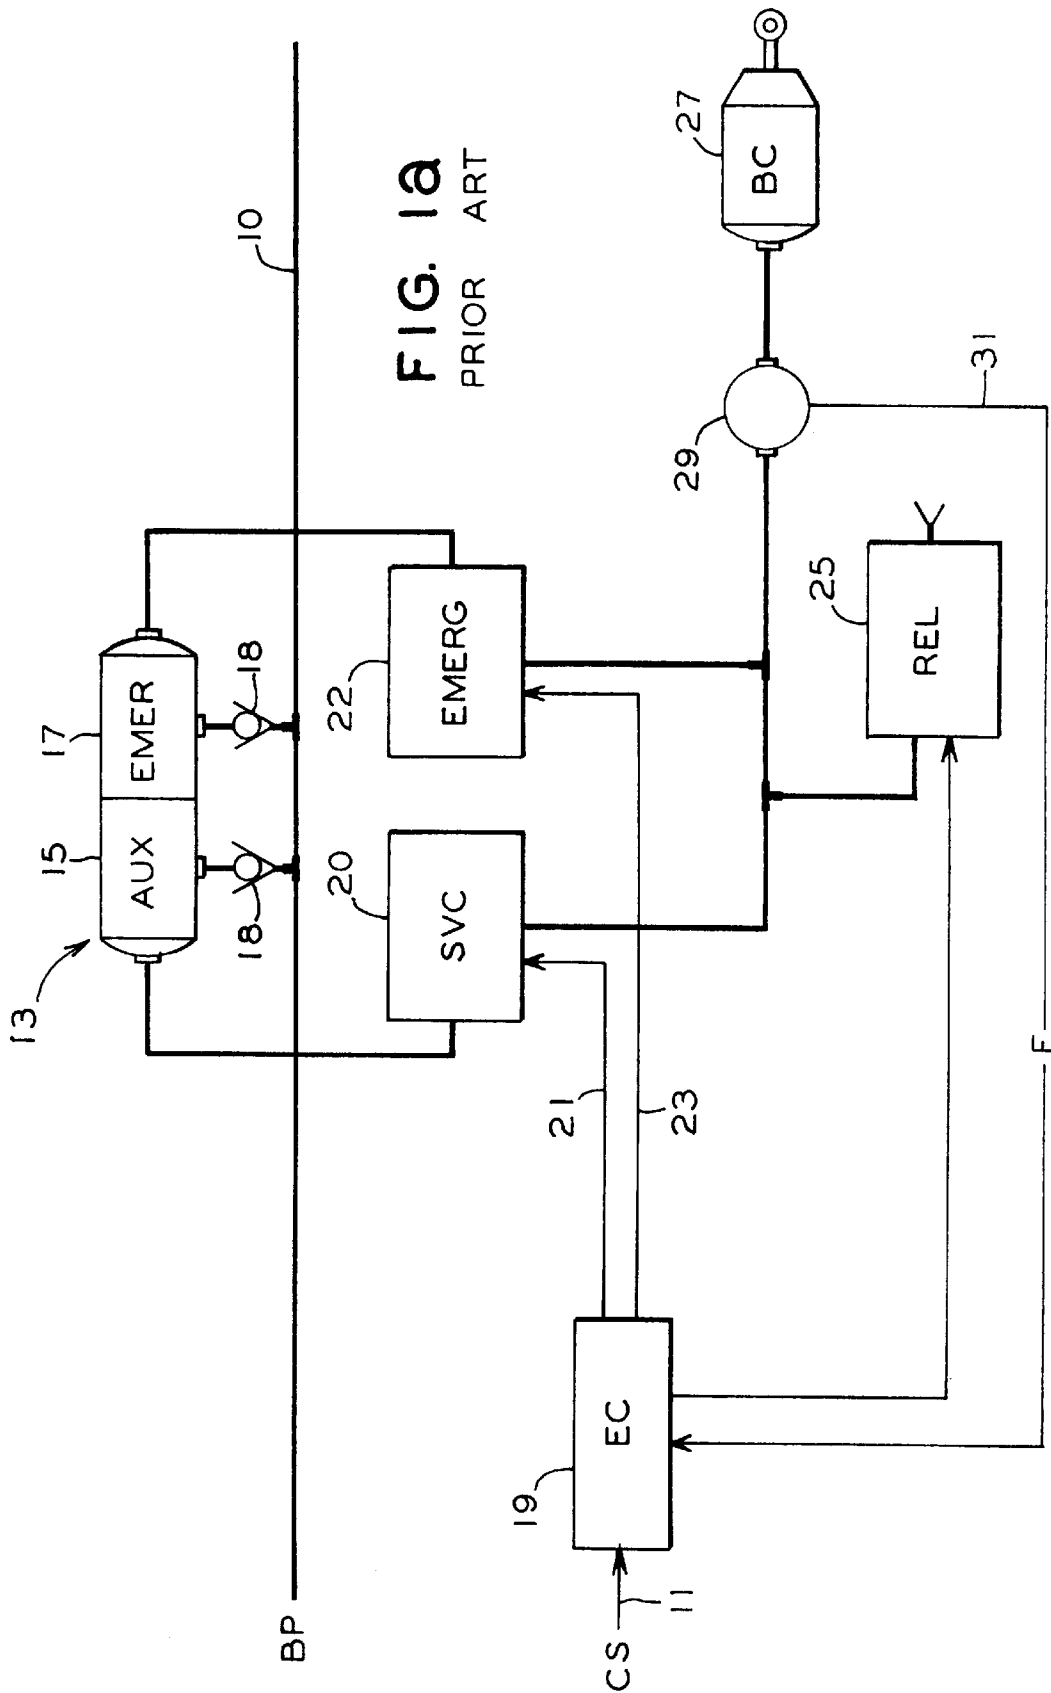 13
15
AUX
17
EMER
18
18
BP
10
FIG. 1a
PRIOR ART
20
SVC
22
EMERG
CS
11
19
EC
21
23
29
27
BC
25
REL
31
F